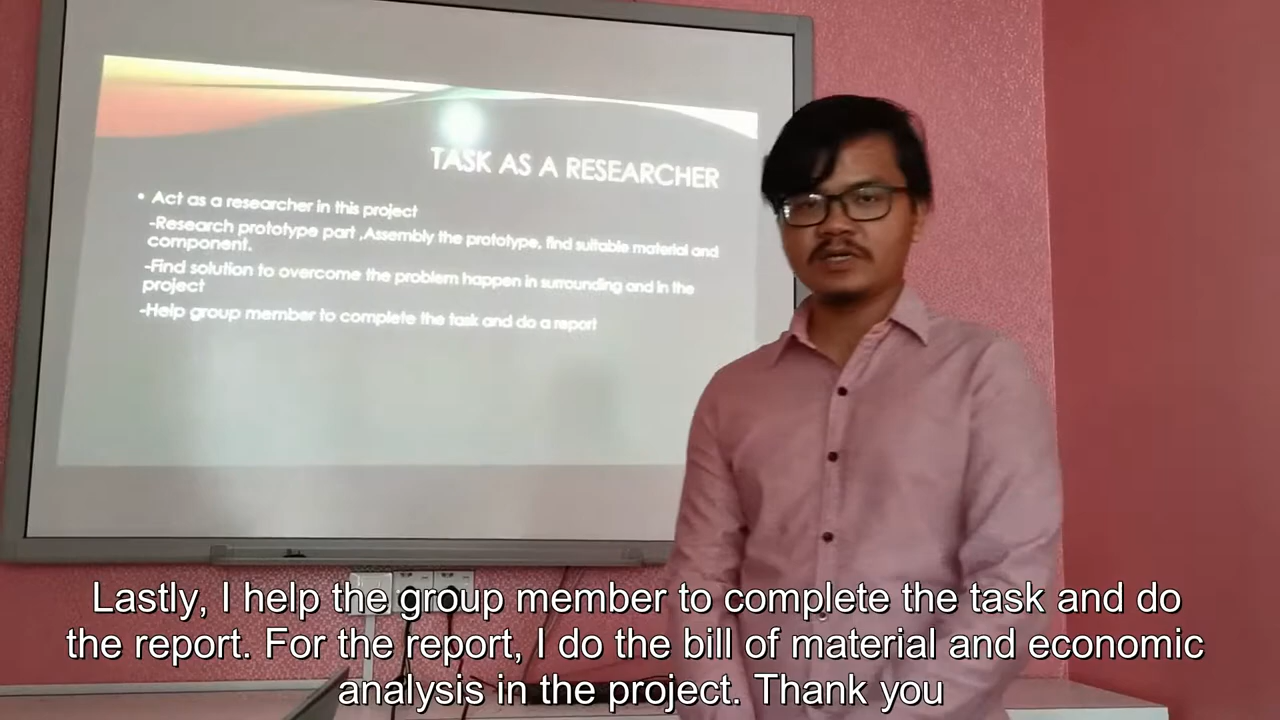 TASK AS A RESEARCHER
• Act as a researcher in this project
-Research prototype part ,Assembly the prototype, find suitable material and
component.
-Find solution to overcome the problem happen in surrounding and in the
project
-Help group member to complete the task and do a report
Lastly, I help the group member to complete the task and do
the report. For the report, I do the bill of material and economic
analysis in the project. Thank you